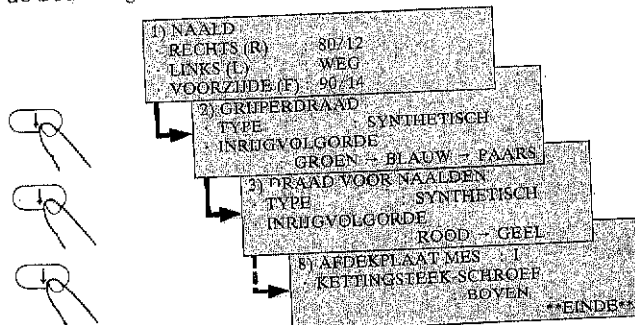 1) NAALD
· RECHTS (R) : 80/12
· LINKS (L) : WEG
· VOORZIJDE (F) : 90/14
2) GRIJPERDRAAD
· TYPE : SYNTHETISCH
· INRIJGVOLGORDE
GROEN – BLAUW – PAARS
3) DRAAD VOOR NAALDEN
· TYPE : SYNTHETISCH
· INRIJGVOLGORDE
ROOD – GEEL
8) AFDEKPLAAT MES : 1
· KETTINGSTEEK-SCHROEF
: BOVEN
**EINDE**